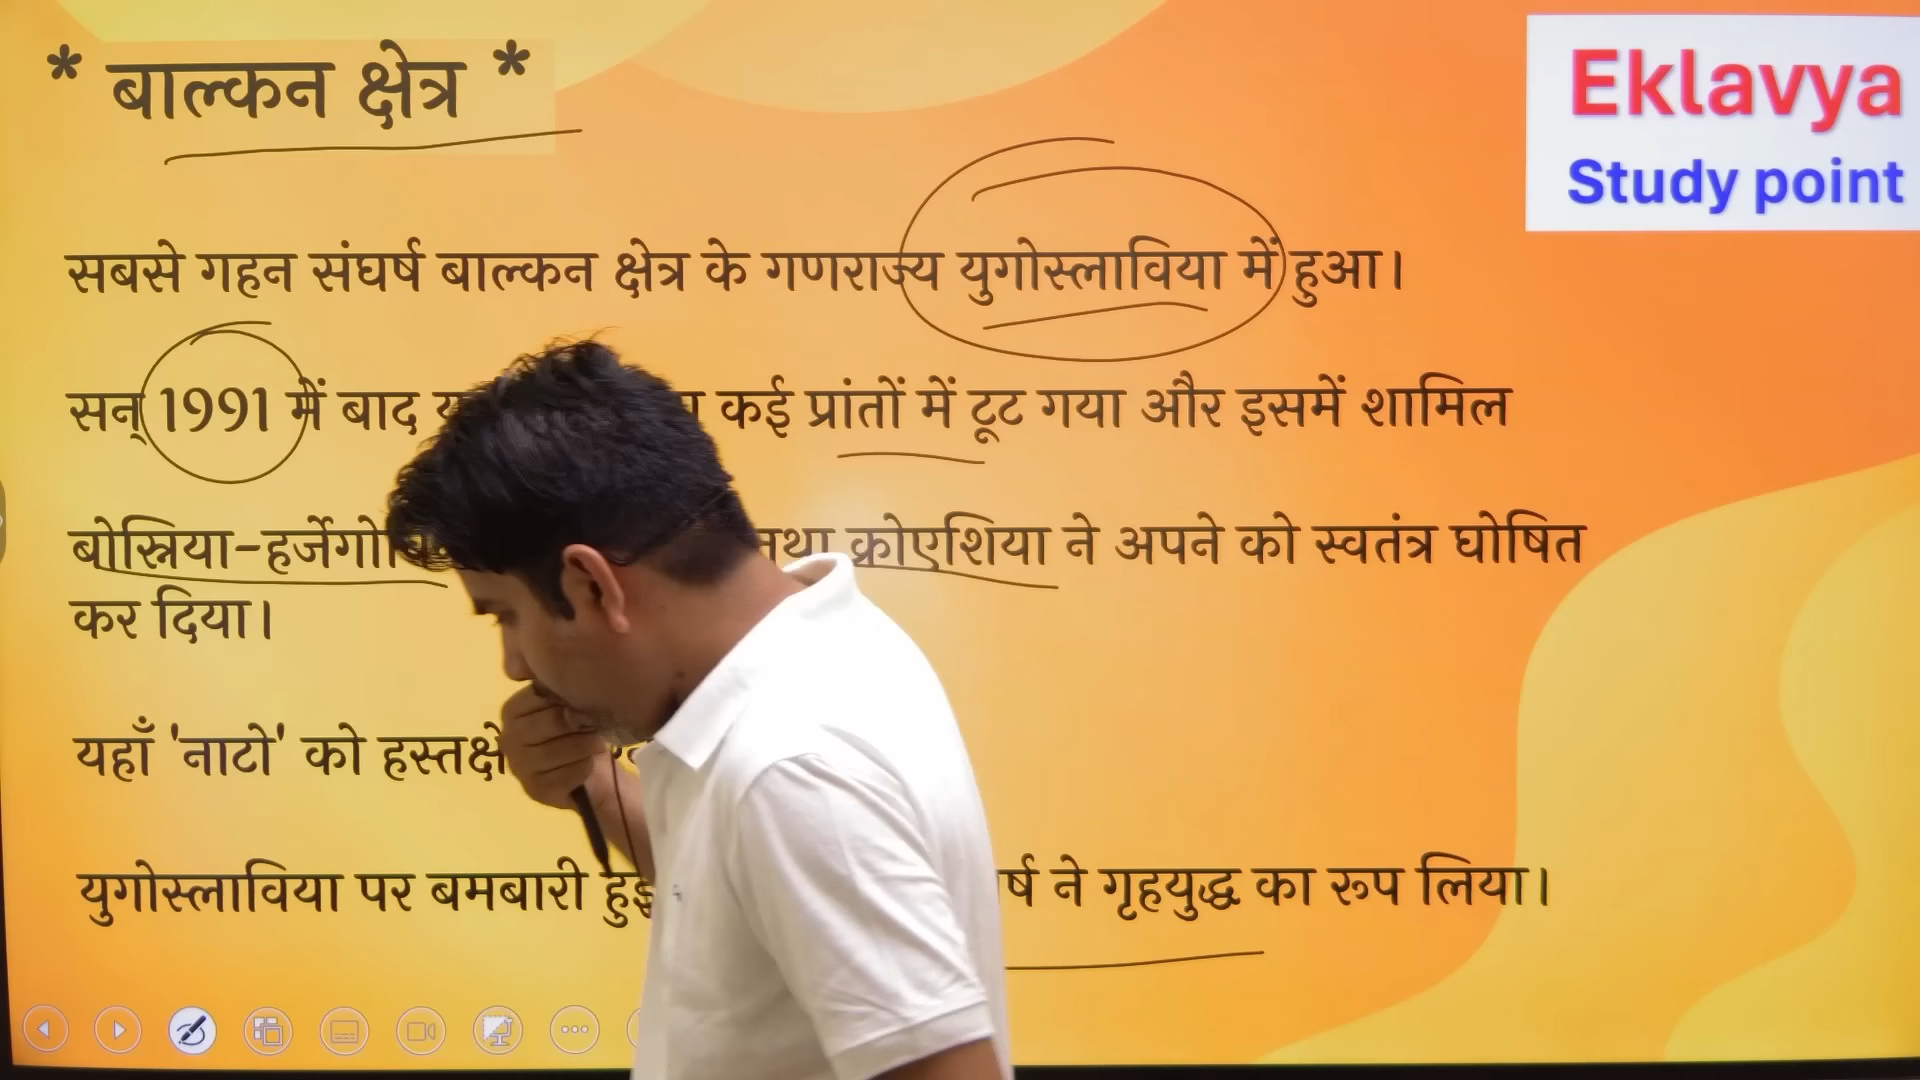 * बाल्कन क्षेत्र *
Eklavya
Study point
सबसे गहन संघर्ष बाल्कन क्षेत्र के गणराज्य युगोस्लाविया में हुआ।
सन् 1991 में बाद कई प्रांतों में टूट गया और इसमें शामिल
बोस्निया-हर्जेगोवि तथा क्रोएशिया ने अपने को स्वतंत्र घोषित
कर दिया।
यहाँ 'नाटो' को हस्तक्षे
युगोस्लाविया पर बमबारी हुई र्ष ने गृहयुद्ध का रूप लिया।